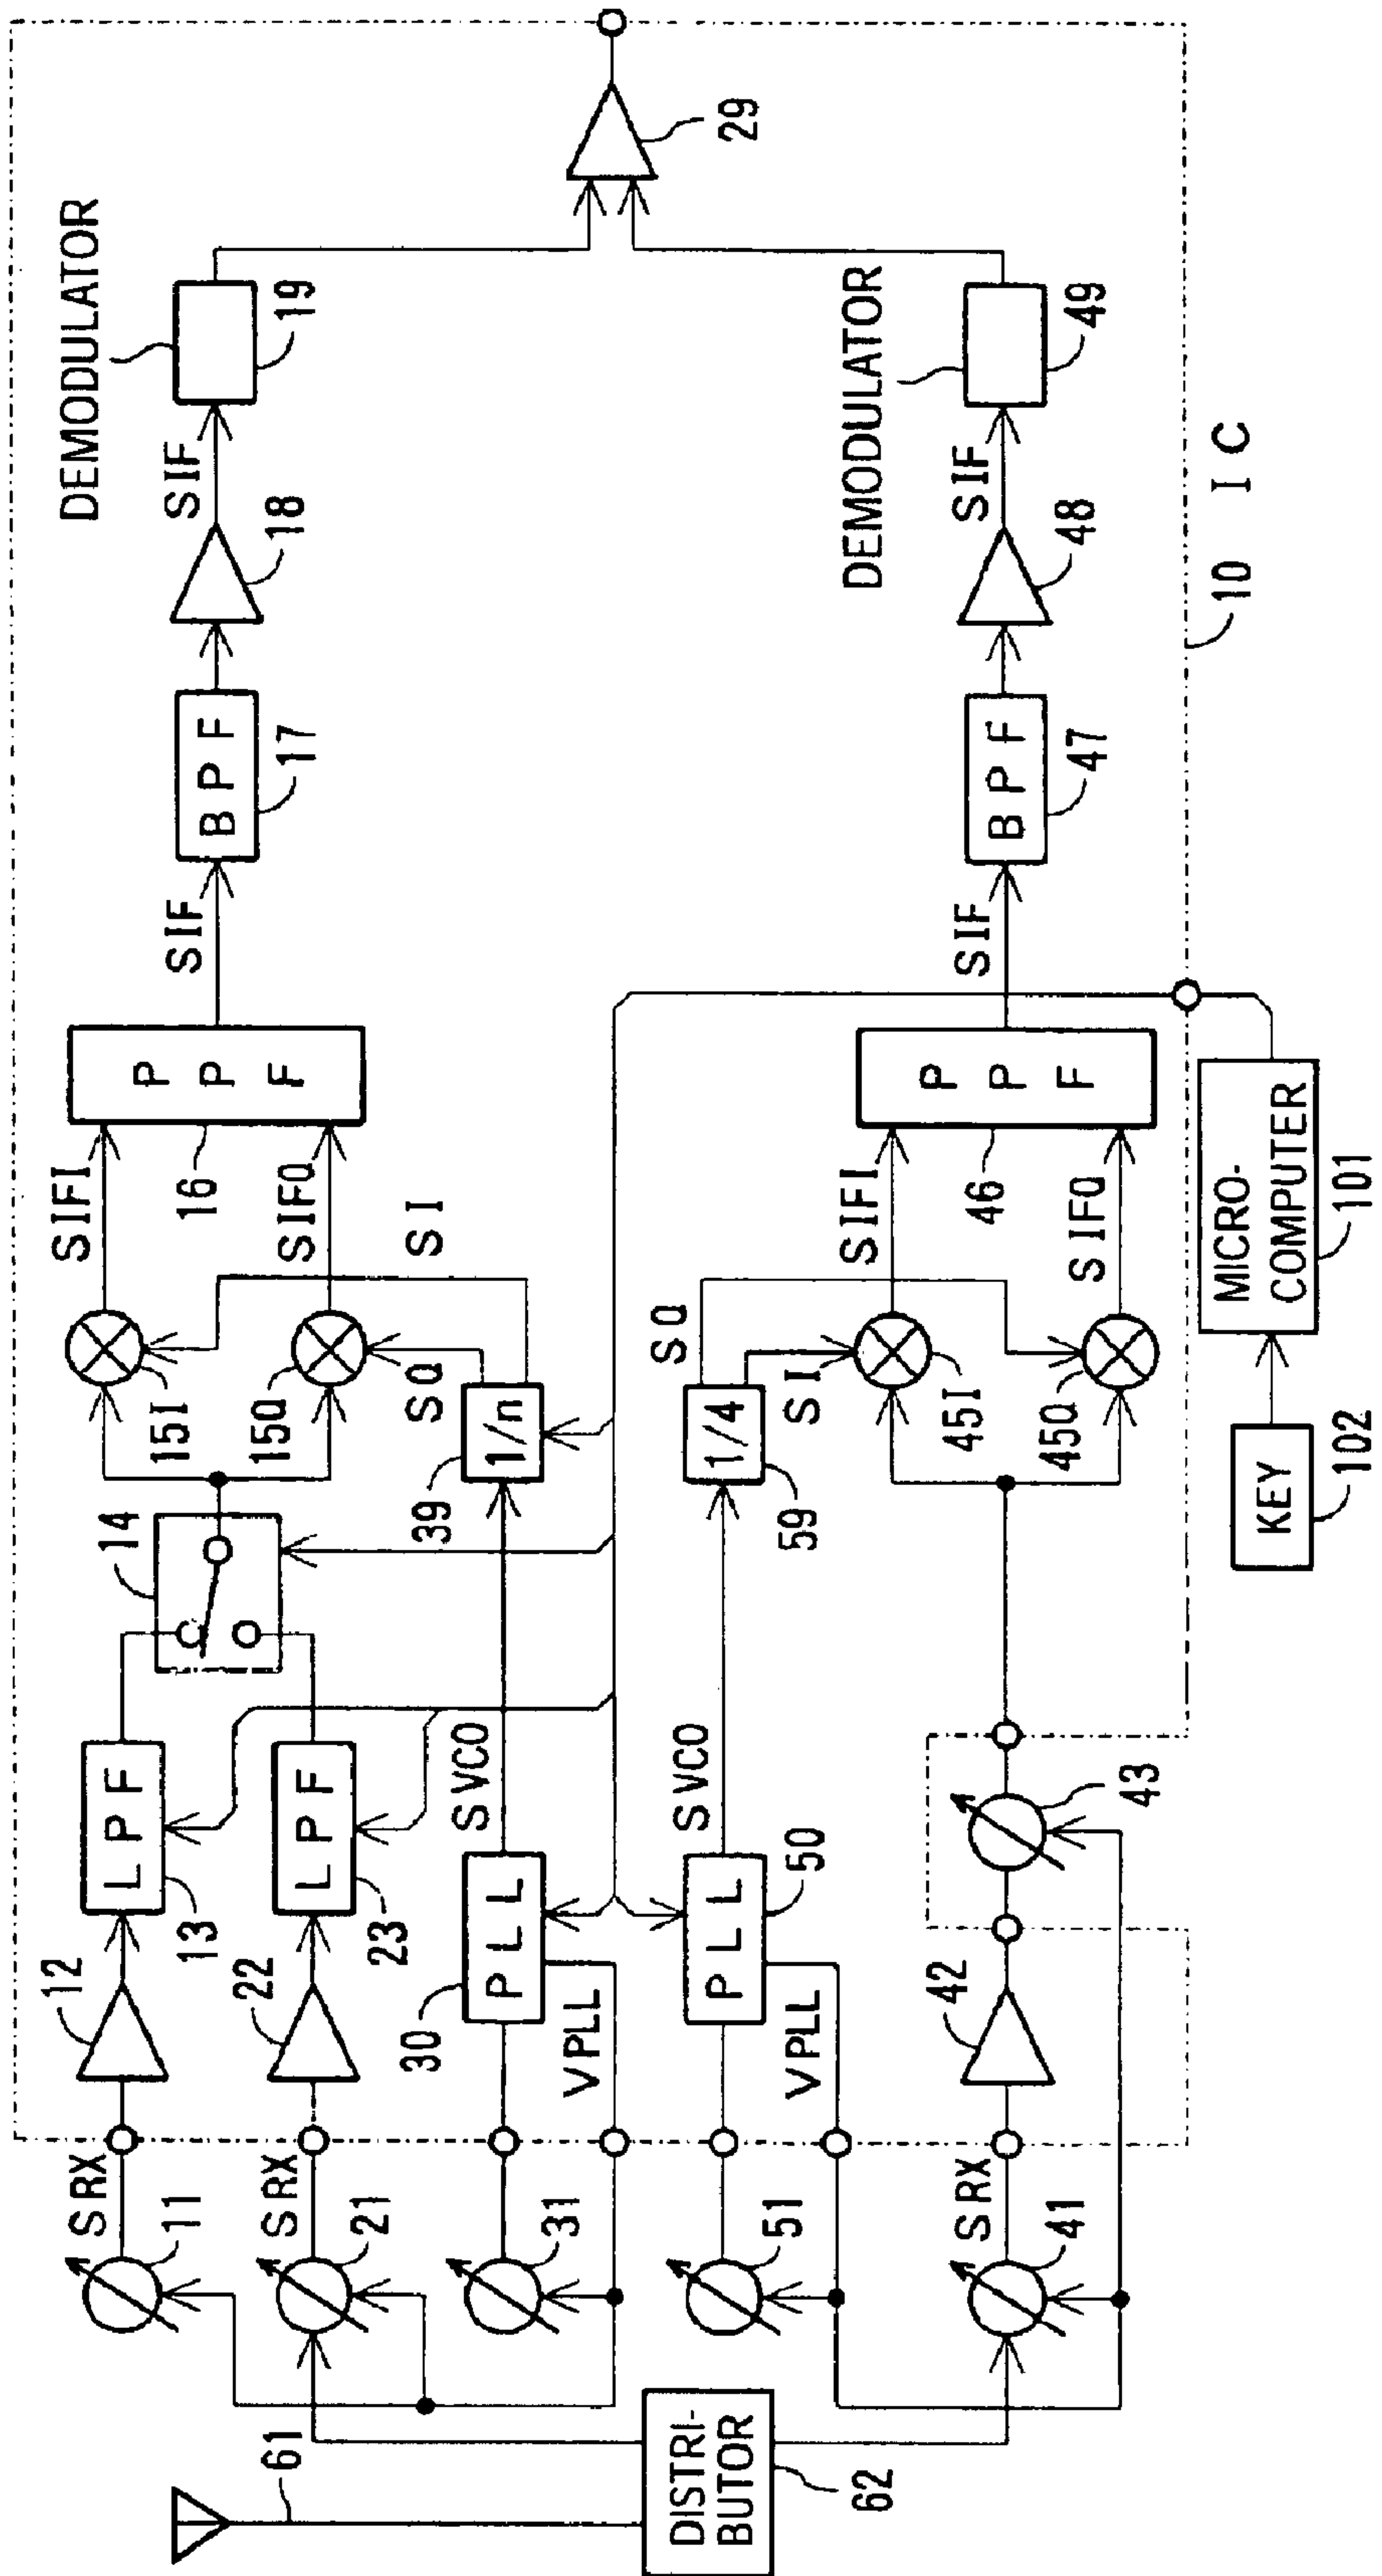 DEMODULATOR
19
SIF
18
BPF
17
SIF
PPF
16
SIFI
SIFQ
SI
SQ
15I
15Q
14
1/n
39
LPF
13
LPF
23
12
22
SVCO
PLL
30
VPLL
SRX
11
SRX
21
31
61
29
DEMODULATOR
49
SIF
48
BPF
47
SIF
PPF
46
SIFI
SIFQ
SQ
SI
45I
45Q
1/4
59
SVCO
PLL
50
VPLL
51
43
42
SRX
41
DISTRI-
BUTOR
62
10 IC
MICRO-
COMPUTER
101
KEY
102